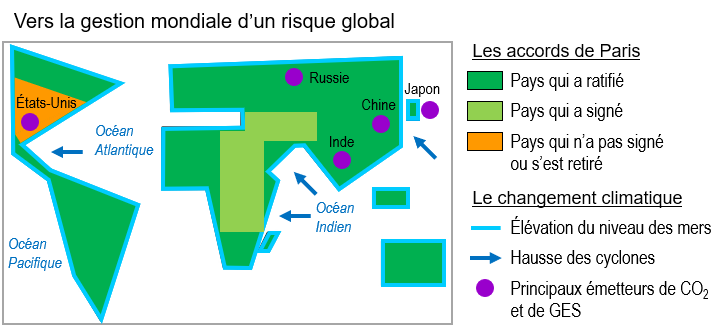 Vers la gestion mondiale d'un risque global
Russie
Japon
États-Unis
Chine
Océan
Atlantique
Inde
Océan
Indien
Océan
Pacifique
Les accords de Paris
Pays qui a ratifié
Pays qui a signé
Pays qui n'a pas signé
ou s'est retiré
Le changement climatique
Élévation du niveau des mers
Hausse des cyclones
Principaux émetteurs de CO₂
et de GES